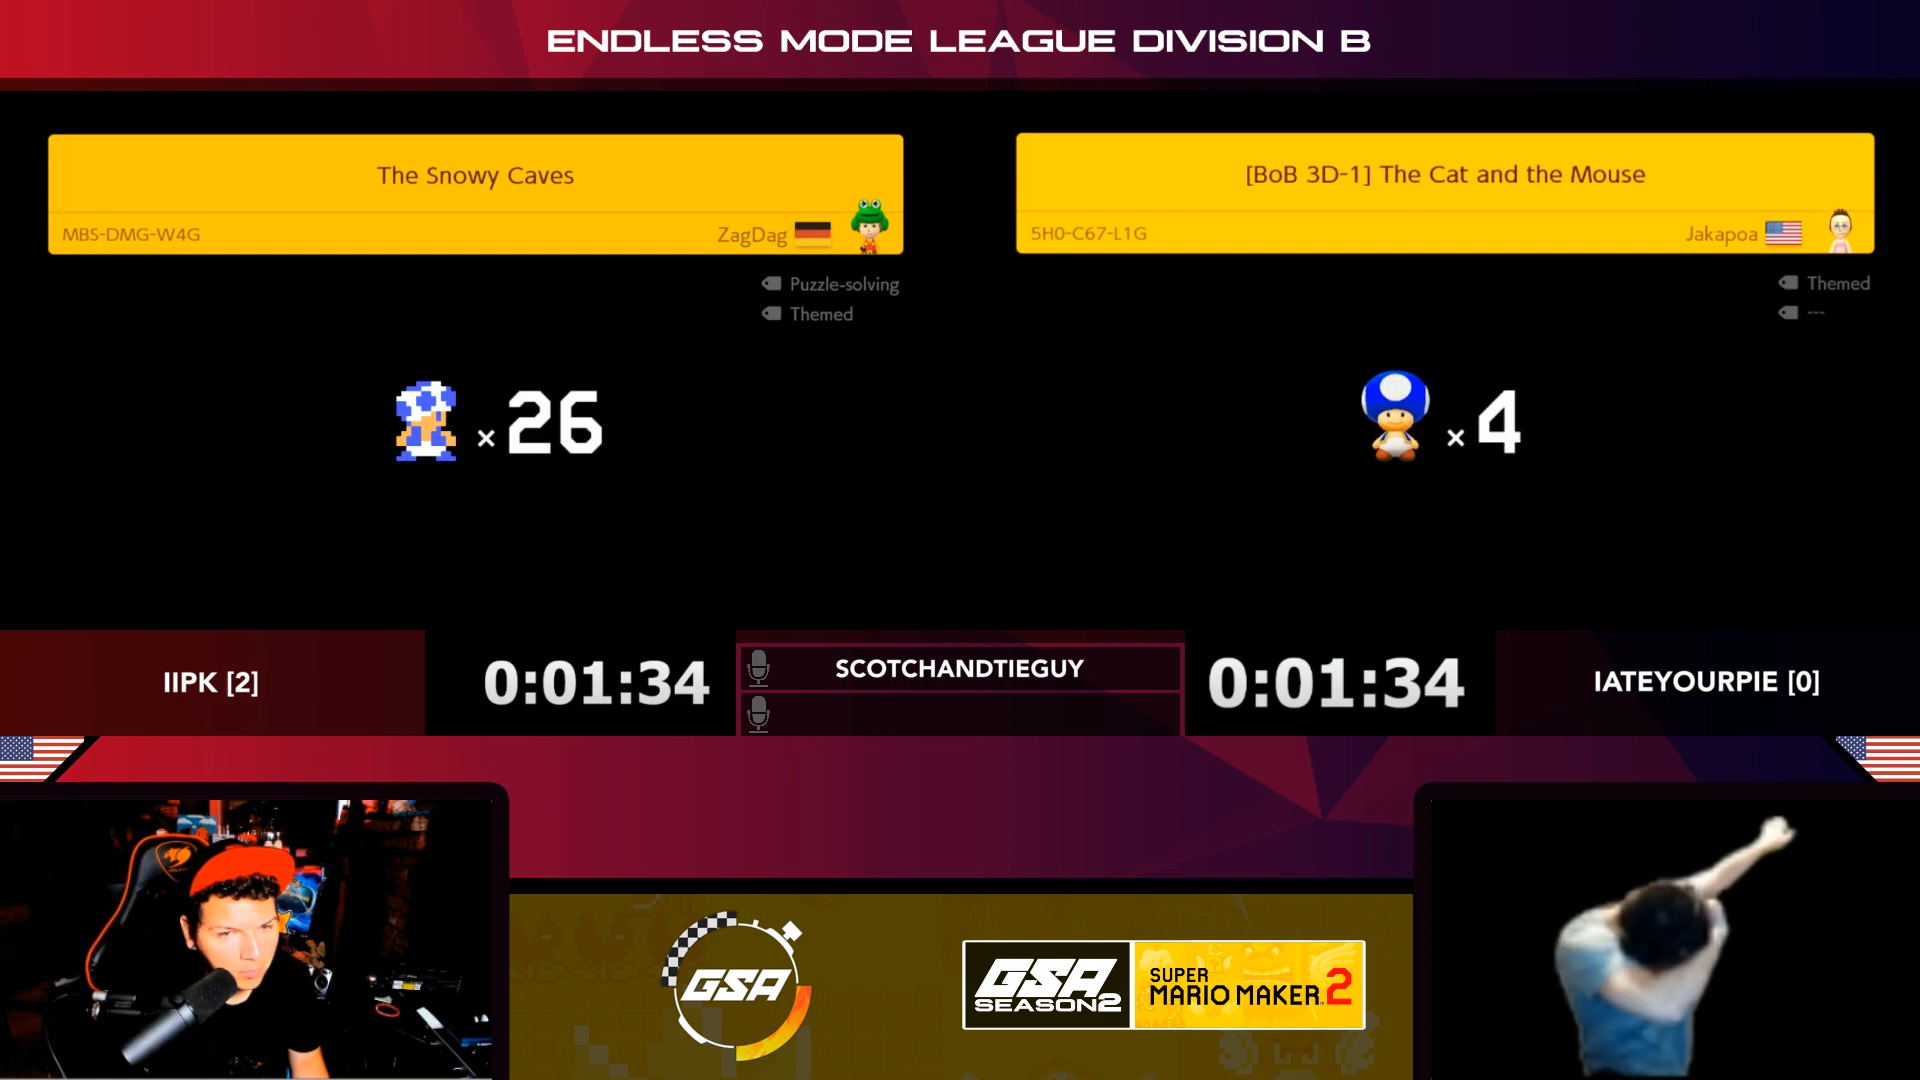 ENDLESS MODE LEAGUE DIVISION B
The Snowy Caves
MBS-DMG-W4G
ZagDag
Puzzle-solving
Themed
× 26
[BoB 3D-1] The Cat and the Mouse
5H0-C67-L1G
Jakapoa
Themed
---
× 4
IIPK [2]
0:01:34
SCOTCHANDTIEGUY
0:01:34
IATEYOURPIE [0]
GSA
GSA
SEASON2
SUPER
MARIO MAKER 2